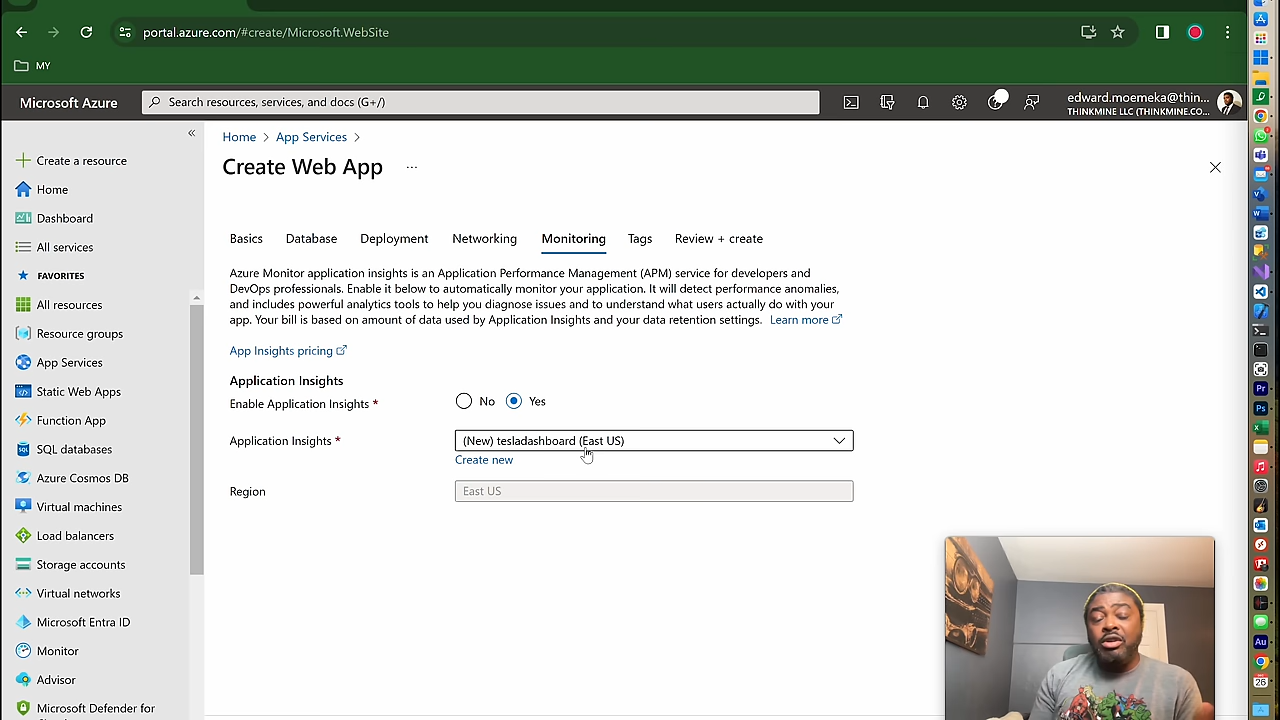 portal.azure.com/#create/Microsoft.WebSite
MY
Microsoft Azure
Search resources, services, and docs (G+/)
edward.moemeka@thin...
THINKMINE LLC (THINKMINE.CO...
Create a resource
Home
Dashboard
All services
FAVORITES
All resources
Resource groups
App Services
Static Web Apps
Function App
SQL databases
Azure Cosmos DB
Virtual machines
Load balancers
Storage accounts
Virtual networks
Microsoft Entra ID
Monitor
Advisor
Microsoft Defender for
Home > App Services >
Create Web App ...
Basics Database Deployment Networking Monitoring Tags Review + create
Azure Monitor application insights is an Application Performance Management (APM) service for developers and
DevOps professionals. Enable it below to automatically monitor your application. It will detect performance anomalies,
and includes powerful analytics tools to help you diagnose issues and to understand what users actually do with your
app. Your bill is based on amount of data used by Application Insights and your data retention settings. Learn more
App Insights pricing
Application Insights
Enable Application Insights * No Yes
Application Insights * (New) tesladashboard (East US)
Create new
Region East US
Pr
Ps
Au
26